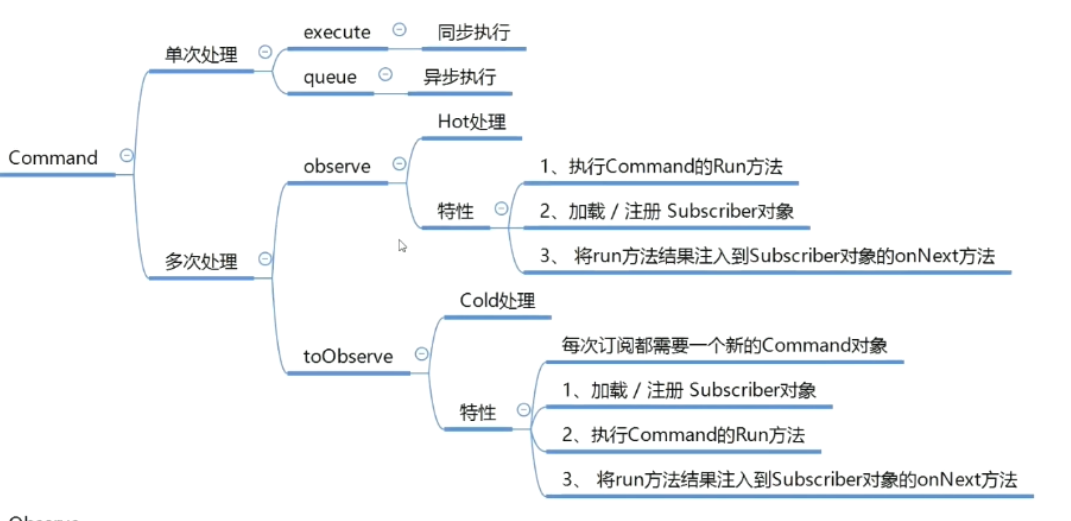 Command
单次处理
execute
同步执行
queue
异步执行
多次处理
observe
Hot处理
特性
1、执行Command的Run方法
2、加载 / 注册 Subscriber对象
3、 将run方法结果注入到Subscriber对象的onNext方法
toObserve
Cold处理
特性
每次订阅都需要一个新的Command对象
1、加载 / 注册 Subscriber对象
2、执行Command的Run方法
3、 将run方法结果注入到Subscriber对象的onNext方法